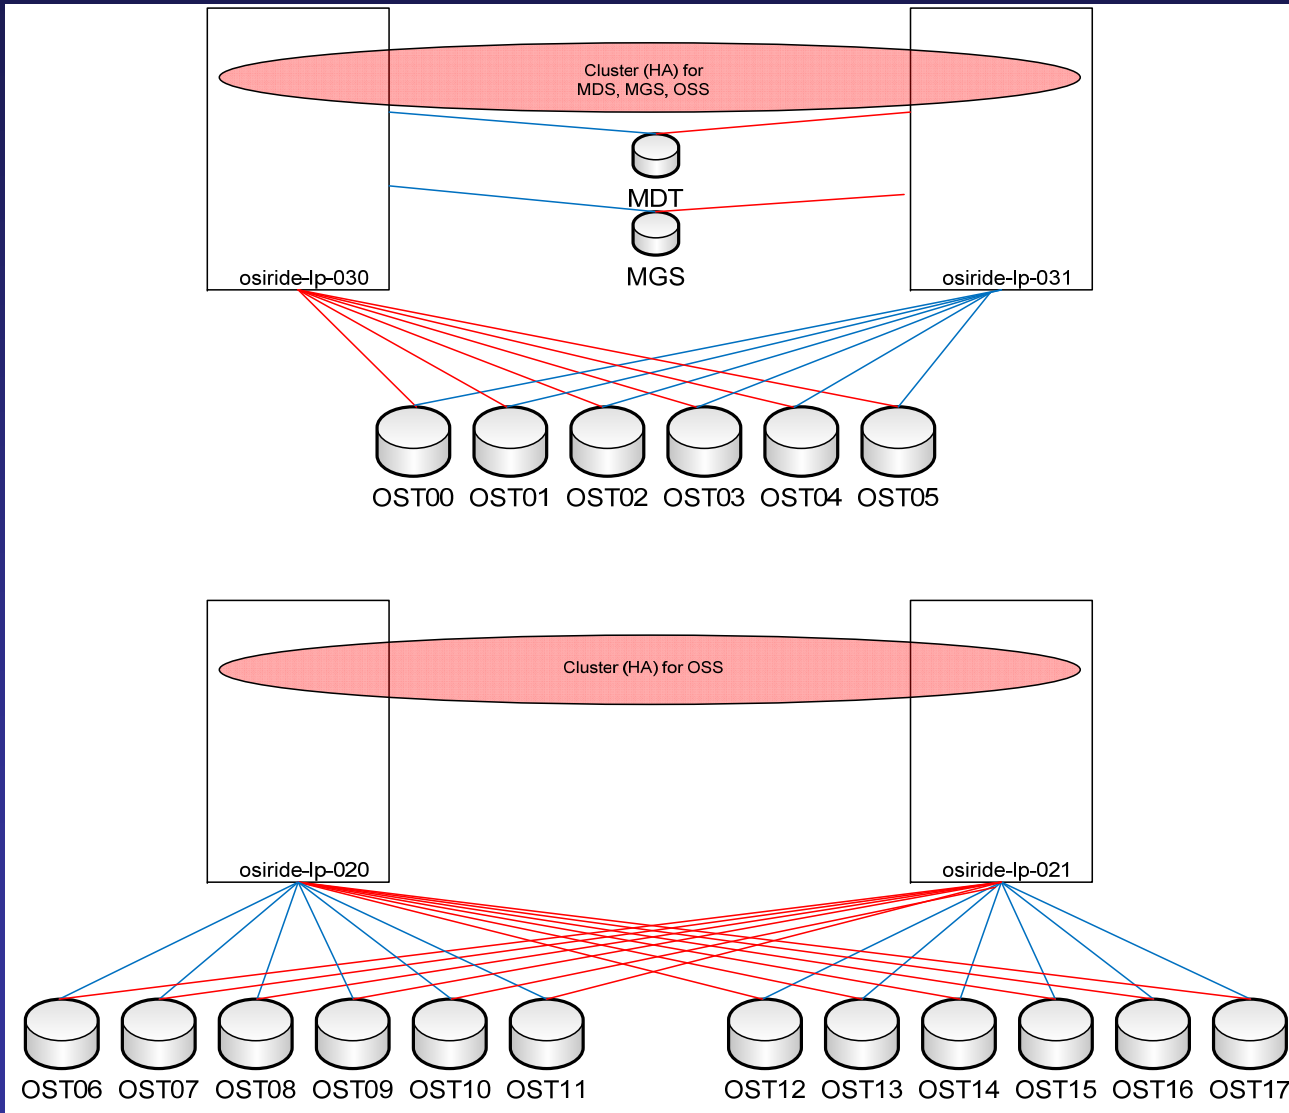 Cluster (HA) for
MDS, MGS, OSS
MDT
MGS
osiride-lp-030
osiride-lp-031
OST00 OST01 OST02 OST03 OST04 OST05
Cluster (HA) for OSS
osiride-lp-020
osiride-lp-021
OST06 OST07 OST08 OST09 OST10 OST11 OST12 OST13 OST14 OST15 OST16 OST17